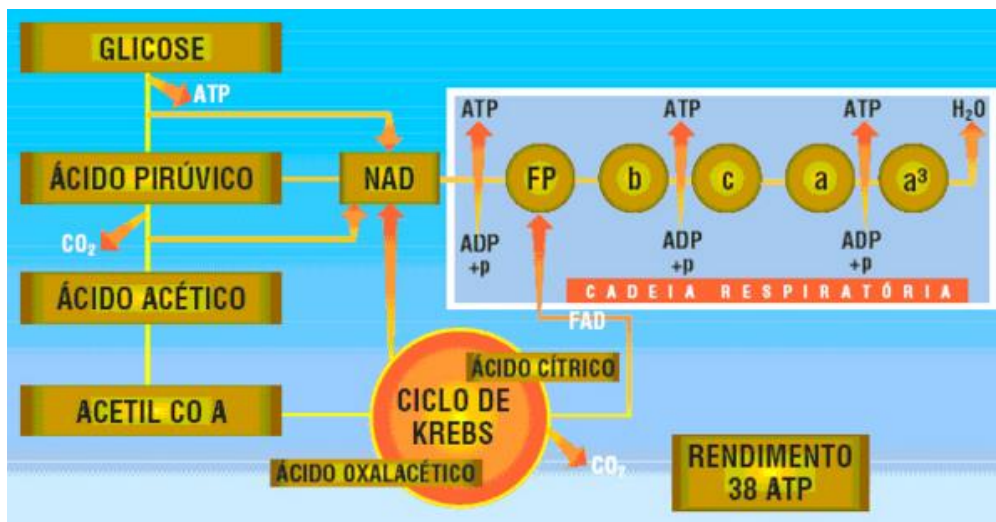 GLICOSE
ATP
ÁCIDO PIRÚVICO
CO₂
ÁCIDO ACÉTICO
ACETIL CO A
NAD
ATP
ATP
ATP
H₂O
FP
b
c
a
a³
ADP
+p
ADP
+p
ADP
+p
CADEIA RESPIRATÓRIA
FAD
ÁCIDO CÍTRICO
CICLO DE
KREBS
ÁCIDO OXALACÉTICO
CO₂
RENDIMENTO
38 ATP